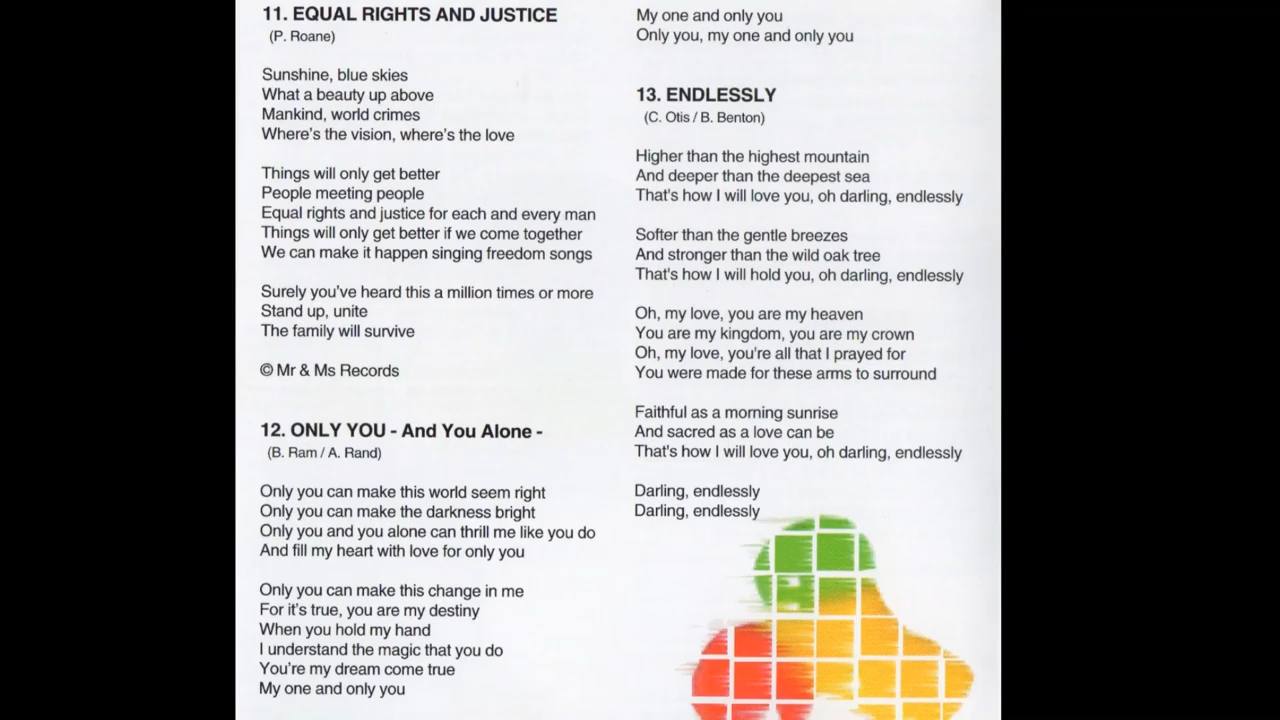 11. EQUAL RIGHTS AND JUSTICE
(P. Roane)
Sunshine, blue skies
What a beauty up above
Mankind, world crimes
Where's the vision, where's the love
Things will only get better
People meeting people
Equal rights and justice for each and every man
Things will only get better if we come together
We can make it happen singing freedom songs
Surely you've heard this a million times or more
Stand up, unite
The family will survive
© Mr & Ms Records
12. ONLY YOU - And You Alone -
(B. Ram / A. Rand)
Only you can make this world seem right
Only you can make the darkness bright
Only you and you alone can thrill me like you do
And fill my heart with love for only you
Only you can make this change in me
For it's true, you are my destiny
When you hold my hand
I understand the magic that you do
You're my dream come true
My one and only you
My one and only you
Only you, my one and only you
13. ENDLESSLY
(C. Otis / B. Benton)
Higher than the highest mountain
And deeper than the deepest sea
That's how I will love you, oh darling, endlessly
Softer than the gentle breezes
And stronger than the wild oak tree
That's how I will hold you, oh darling, endlessly
Oh, my love, you are my heaven
You are my kingdom, you are my crown
Oh, my love, you're all that I prayed for
You were made for these arms to surround
Faithful as a morning sunrise
And sacred as a love can be
That's how I will love you, oh darling, endlessly
Darling, endlessly
Darling, endlessly